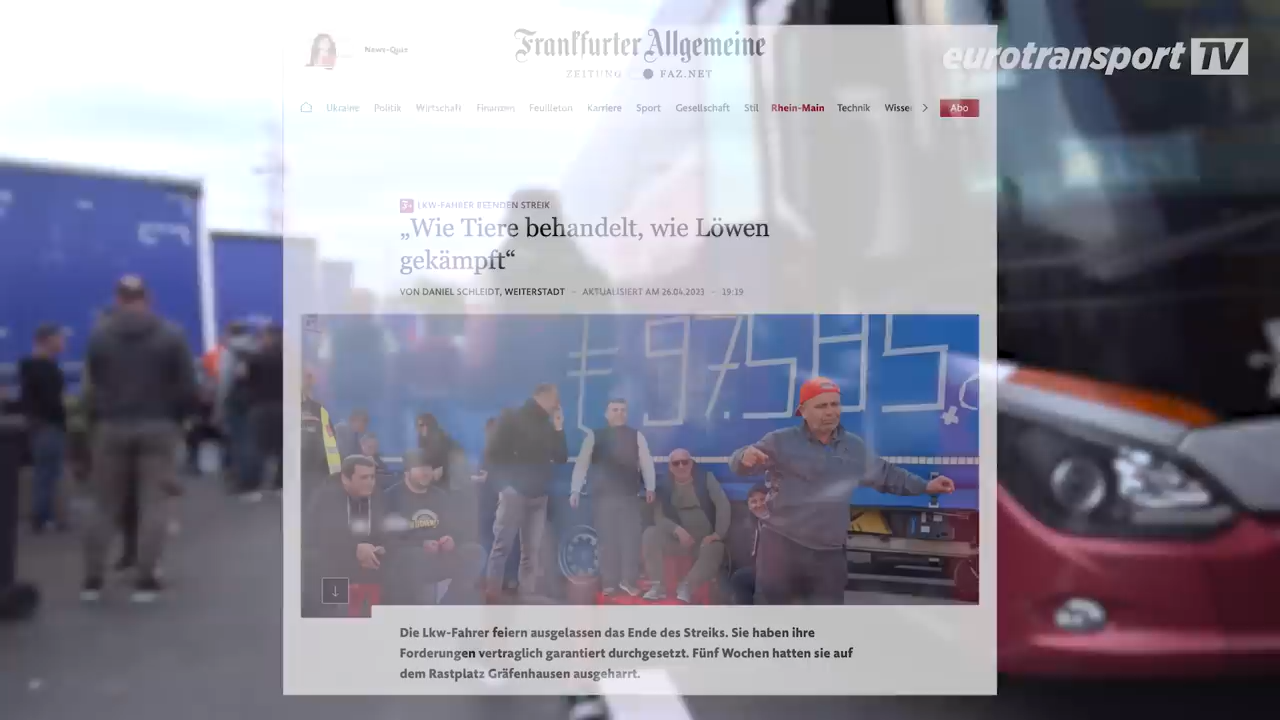 eurotransport TV
News-Quiz
Frankfurter Allgemeine
ZEITUNG FAZ.NET
Ukraine Politik Wirtschaft Finanzen Feuilleton Karriere Sport Gesellschaft Stil Rhein-Main Technik Wisse Abo
F+ LKW-FAHRER BEENDEN STREIK
„Wie Tiere behandelt, wie Löwen
gekämpft“
VON DANIEL SCHLEIDT, WEITERSTADT – AKTUALISIERT AM 26.04.2023 – 19:19
97.585
Die Lkw-Fahrer feiern ausgelassen das Ende des Streiks. Sie haben ihre
Forderungen vertraglich garantiert durchgesetzt. Fünf Wochen hatten sie auf
dem Rastplatz Gräfenhausen ausgeharrt.